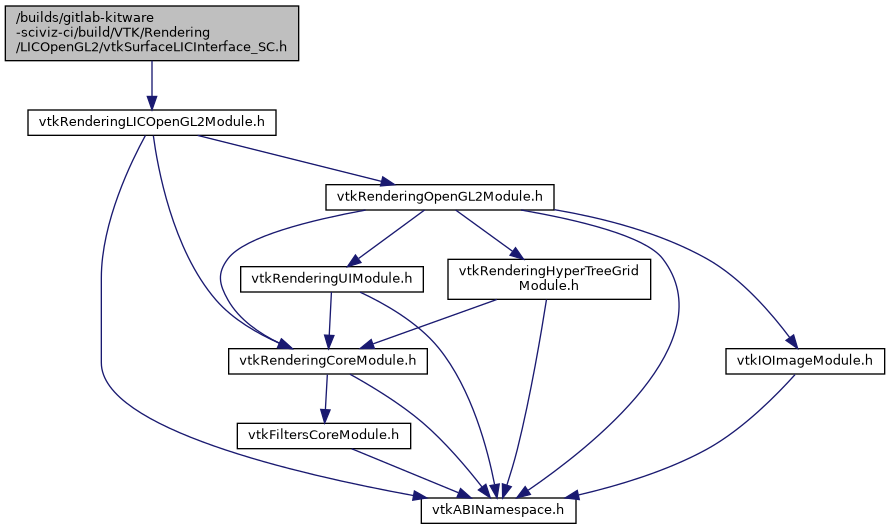 /builds/gitlab-kitware
-sciviz-ci/build/VTK/Rendering
/LICOpenGL2/vtkSurfaceLICInterface_SC.h
vtkRenderingLICOpenGL2Module.h
vtkRenderingOpenGL2Module.h
vtkRenderingUIModule.h
vtkRenderingHyperTreeGrid
Module.h
vtkRenderingCoreModule.h
vtkIOImageModule.h
vtkFiltersCoreModule.h
vtkABINamespace.h